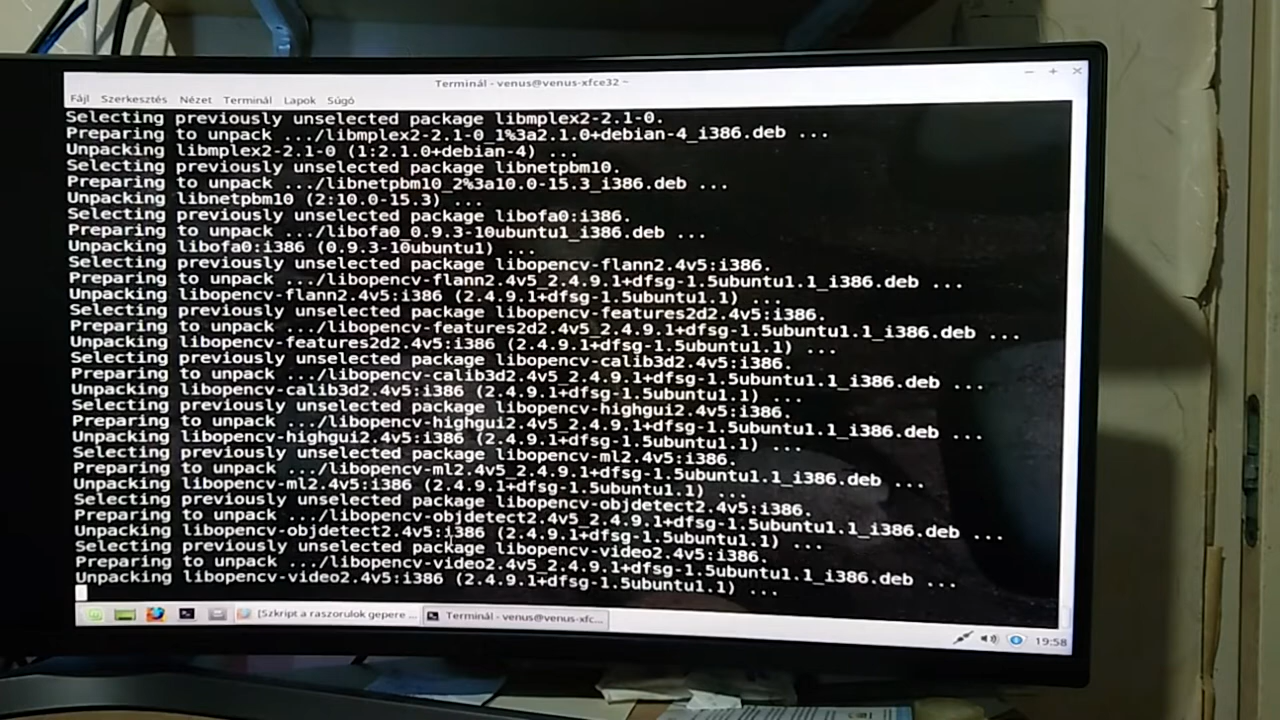 Terminál - venus@venus-xfce32 ~
Fájl Szerkesztés Nézet Terminál Lapok Súgó
Selecting previously unselected package libmplex2-2.1-0.
Preparing to unpack .../libmplex2-2.1-0_1%3a2.1.0+debian-4_i386.deb ...
Unpacking libmplex2-2.1-0 (1:2.1.0+debian-4) ...
Selecting previously unselected package libnetpbm10.
Preparing to unpack .../libnetpbm10_2%3a10.0-15.3_i386.deb ...
Unpacking libnetpbm10 (2:10.0-15.3) ...
Selecting previously unselected package libofa0:i386.
Preparing to unpack .../libofa0_0.9.3-10ubuntu1_i386.deb ...
Unpacking libofa0:i386 (0.9.3-10ubuntu1) ...
Selecting previously unselected package libopencv-flann2.4v5:i386.
Preparing to unpack .../libopencv-flann2.4v5_2.4.9.1+dfsg-1.5ubuntu1.1_i386.deb ...
Unpacking libopencv-flann2.4v5:i386 (2.4.9.1+dfsg-1.5ubuntu1.1) ...
Selecting previously unselected package libopencv-features2d2.4v5:i386.
Preparing to unpack .../libopencv-features2d2.4v5_2.4.9.1+dfsg-1.5ubuntu1.1_i386.deb ...
Unpacking libopencv-features2d2.4v5:i386 (2.4.9.1+dfsg-1.5ubuntu1.1) ...
Selecting previously unselected package libopencv-calib3d2.4v5:i386.
Preparing to unpack .../libopencv-calib3d2.4v5_2.4.9.1+dfsg-1.5ubuntu1.1_i386.deb ...
Unpacking libopencv-calib3d2.4v5:i386 (2.4.9.1+dfsg-1.5ubuntu1.1) ...
Selecting previously unselected package libopencv-highgui2.4v5:i386.
Preparing to unpack .../libopencv-highgui2.4v5_2.4.9.1+dfsg-1.5ubuntu1.1_i386.deb ...
Unpacking libopencv-highgui2.4v5:i386 (2.4.9.1+dfsg-1.5ubuntu1.1) ...
Selecting previously unselected package libopencv-ml2.4v5:i386.
Preparing to unpack .../libopencv-ml2.4v5_2.4.9.1+dfsg-1.5ubuntu1.1_i386.deb ...
Unpacking libopencv-ml2.4v5:i386 (2.4.9.1+dfsg-1.5ubuntu1.1) ...
Selecting previously unselected package libopencv-objdetect2.4v5:i386.
Preparing to unpack .../libopencv-objdetect2.4v5_2.4.9.1+dfsg-1.5ubuntu1.1_i386.deb ...
Unpacking libopencv-objdetect2.4v5:i386 (2.4.9.1+dfsg-1.5ubuntu1.1) ...
Selecting previously unselected package libopencv-video2.4v5:i386.
Preparing to unpack .../libopencv-video2.4v5_2.4.9.1+dfsg-1.5ubuntu1.1_i386.deb ...
Unpacking libopencv-video2.4v5:i386 (2.4.9.1+dfsg-1.5ubuntu1.1) ...
[Szkript a raszorulok gepere ... Terminál - venus@venus-xfc...
19:58